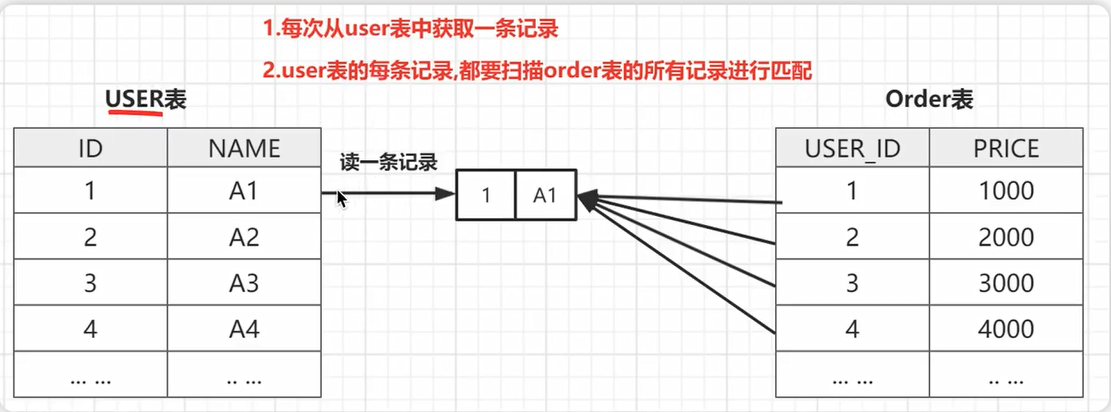 1.每次从user表中获取一条记录
2.user表的每条记录,都要扫描order表的所有记录进行匹配
USER表
Order表
ID NAME
USER_ID PRICE
读一条记录
1 A1
1 A1
1 1000
2 A2
2 2000
3 A3
3 3000
4 A4
4 4000
... ... .. ...
... ... .. ...